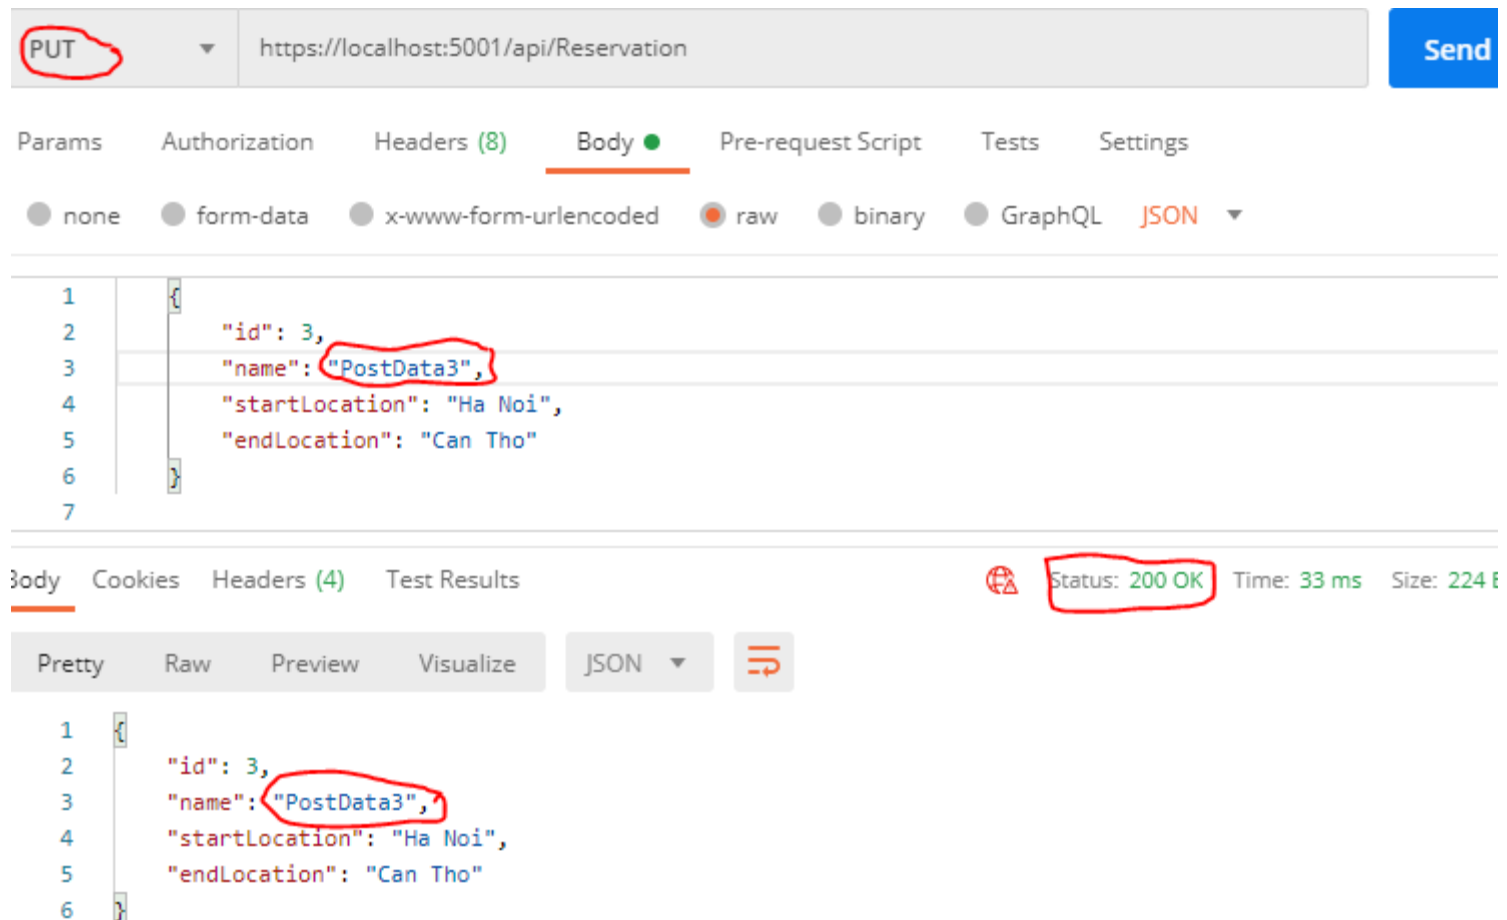 PUT https://localhost:5001/api/Reservation Send
Params Authorization Headers (8) Body Pre-request Script Tests Settings
none form-data x-www-form-urlencoded raw binary GraphQL JSON
1 {
2 "id": 3,
3 "name": "PostData3",
4 "startLocation": "Ha Noi",
5 "endLocation": "Can Tho"
6 }
7
Body Cookies Headers (4) Test Results Status: 200 OK Time: 33 ms Size: 224 B
Pretty Raw Preview Visualize JSON
1 {
2 "id": 3,
3 "name": "PostData3",
4 "startLocation": "Ha Noi",
5 "endLocation": "Can Tho"
6 }